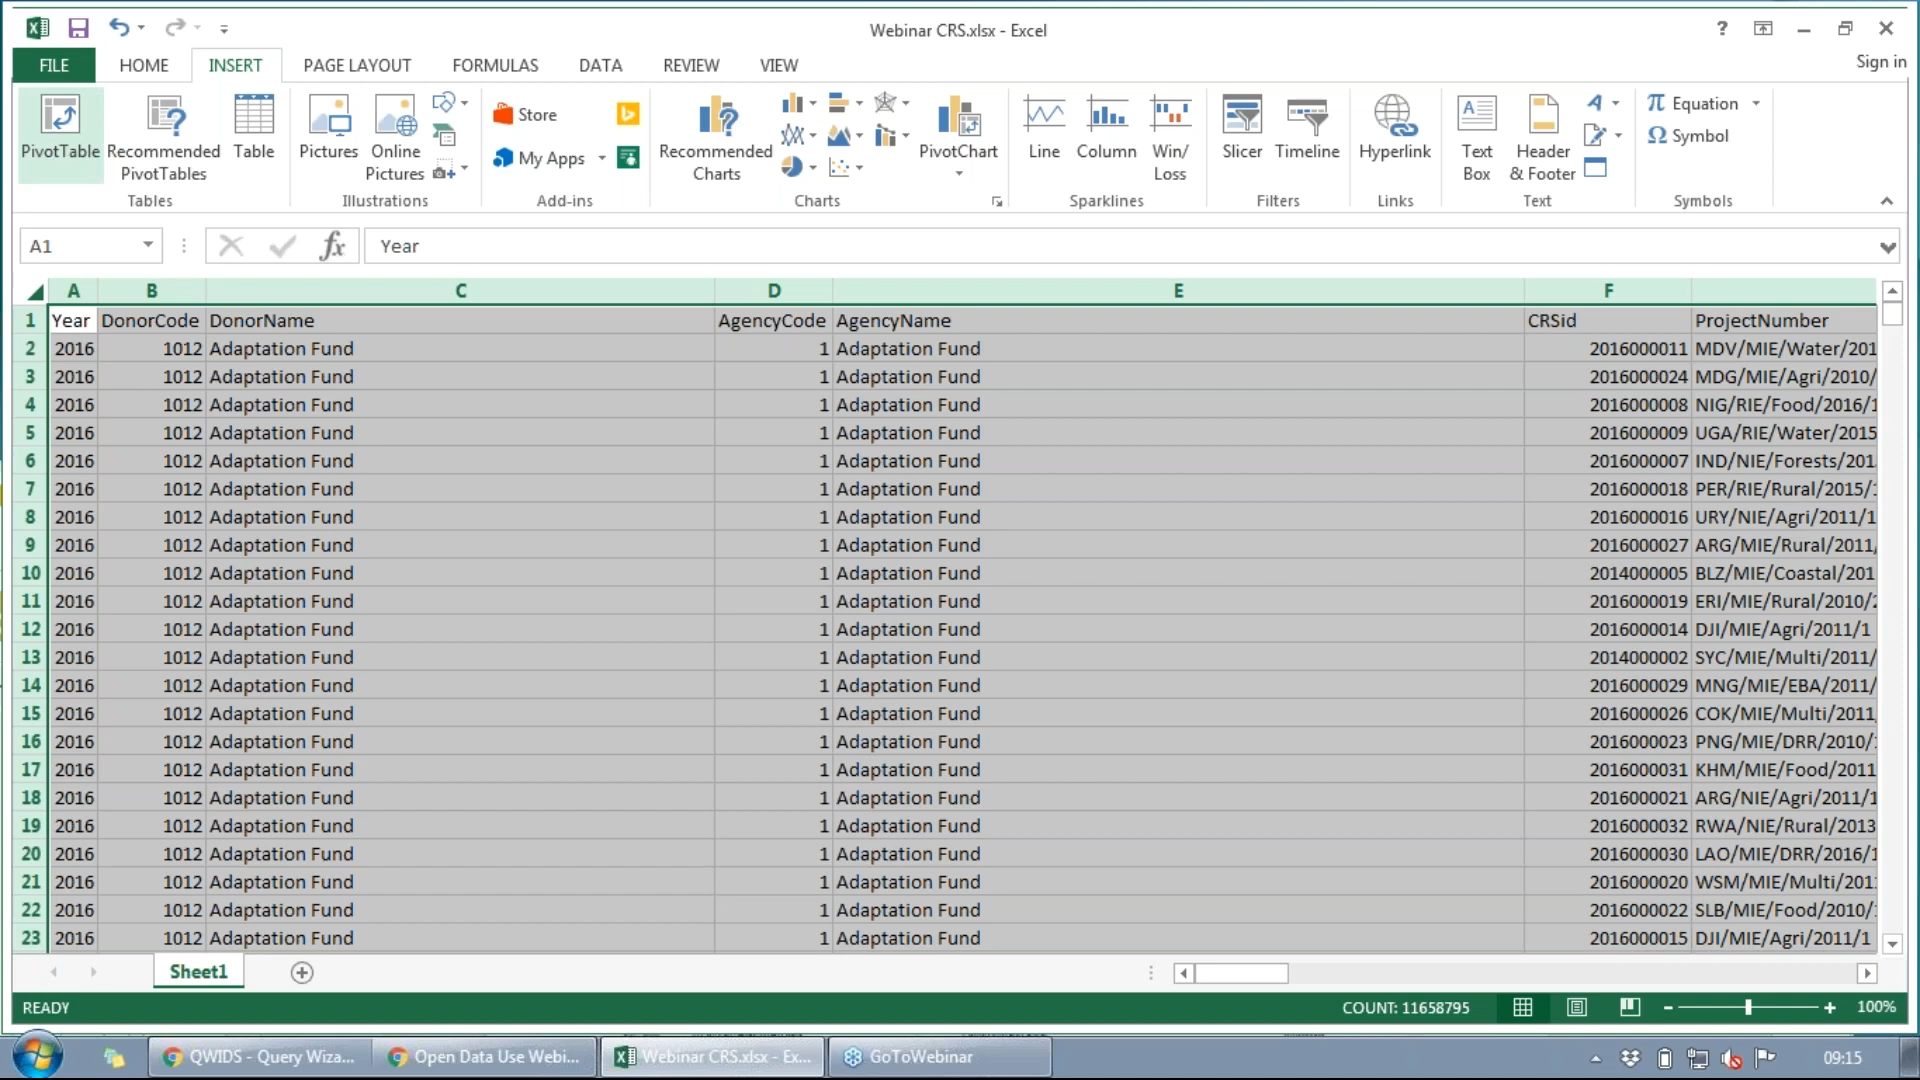 Webinar CRS.xlsx - Excel
?
Sign in
FILE HOME INSERT PAGE LAYOUT FORMULAS DATA REVIEW VIEW
PivotTable
Recommended
PivotTables
Table
Tables
Pictures
Online
Pictures
Illustrations
Store
My Apps
Add-ins
Recommended
Charts
PivotChart
Charts
Line
Column
Win/
Loss
Sparklines
Slicer
Timeline
Filters
Hyperlink
Links
Text
Box
Header
& Footer
Text
π Equation
Ω Symbol
Symbols
A1 fx Year
A B C D E F
1 Year DonorCode DonorName AgencyCode AgencyName CRSid ProjectNumber
2 2016 1012 Adaptation Fund 1 Adaptation Fund 2016000011 MDV/MIE/Water/201
3 2016 1012 Adaptation Fund 1 Adaptation Fund 2016000024 MDG/MIE/Agri/2010/
4 2016 1012 Adaptation Fund 1 Adaptation Fund 2016000008 NIG/RIE/Food/2016/1
5 2016 1012 Adaptation Fund 1 Adaptation Fund 2016000009 UGA/RIE/Water/2015
6 2016 1012 Adaptation Fund 1 Adaptation Fund 2016000007 IND/NIE/Forests/201
7 2016 1012 Adaptation Fund 1 Adaptation Fund 2016000018 PER/RIE/Rural/2015/1
8 2016 1012 Adaptation Fund 1 Adaptation Fund 2016000016 URY/NIE/Agri/2011/1
9 2016 1012 Adaptation Fund 1 Adaptation Fund 2016000027 ARG/MIE/Rural/2011/
10 2016 1012 Adaptation Fund 1 Adaptation Fund 2014000005 BLZ/MIE/Coastal/201
11 2016 1012 Adaptation Fund 1 Adaptation Fund 2016000019 ERI/MIE/Rural/2010/2
12 2016 1012 Adaptation Fund 1 Adaptation Fund 2016000014 DJI/MIE/Agri/2011/1
13 2016 1012 Adaptation Fund 1 Adaptation Fund 2014000002 SYC/MIE/Multi/2011/
14 2016 1012 Adaptation Fund 1 Adaptation Fund 2016000029 MNG/MIE/EBA/2011/
15 2016 1012 Adaptation Fund 1 Adaptation Fund 2016000026 COK/MIE/Multi/2011
16 2016 1012 Adaptation Fund 1 Adaptation Fund 2016000023 PNG/MIE/DRR/2010/
17 2016 1012 Adaptation Fund 1 Adaptation Fund 2016000031 KHM/MIE/Food/2011
18 2016 1012 Adaptation Fund 1 Adaptation Fund 2016000021 ARG/NIE/Agri/2011/1
19 2016 1012 Adaptation Fund 1 Adaptation Fund 2016000032 RWA/NIE/Rural/2013
20 2016 1012 Adaptation Fund 1 Adaptation Fund 2016000030 LAO/MIE/DRR/2016/1
21 2016 1012 Adaptation Fund 1 Adaptation Fund 2016000020 WSM/MIE/Multi/201
22 2016 1012 Adaptation Fund 1 Adaptation Fund 2016000022 SLB/MIE/Food/2010/
23 2016 1012 Adaptation Fund 1 Adaptation Fund 2016000015 DJI/MIE/Agri/2011/1
Sheet1
READY COUNT: 11658795 100%
QWIDS - Query Wiza... Open Data Use Webi... Webinar CRS.xlsx - Ex... GoToWebinar 09:15